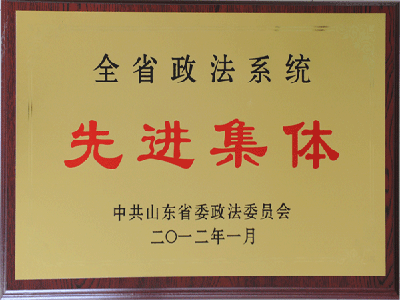 全省政法系统
先进集体
中共山东省委政法委员会
二〇一二年一月